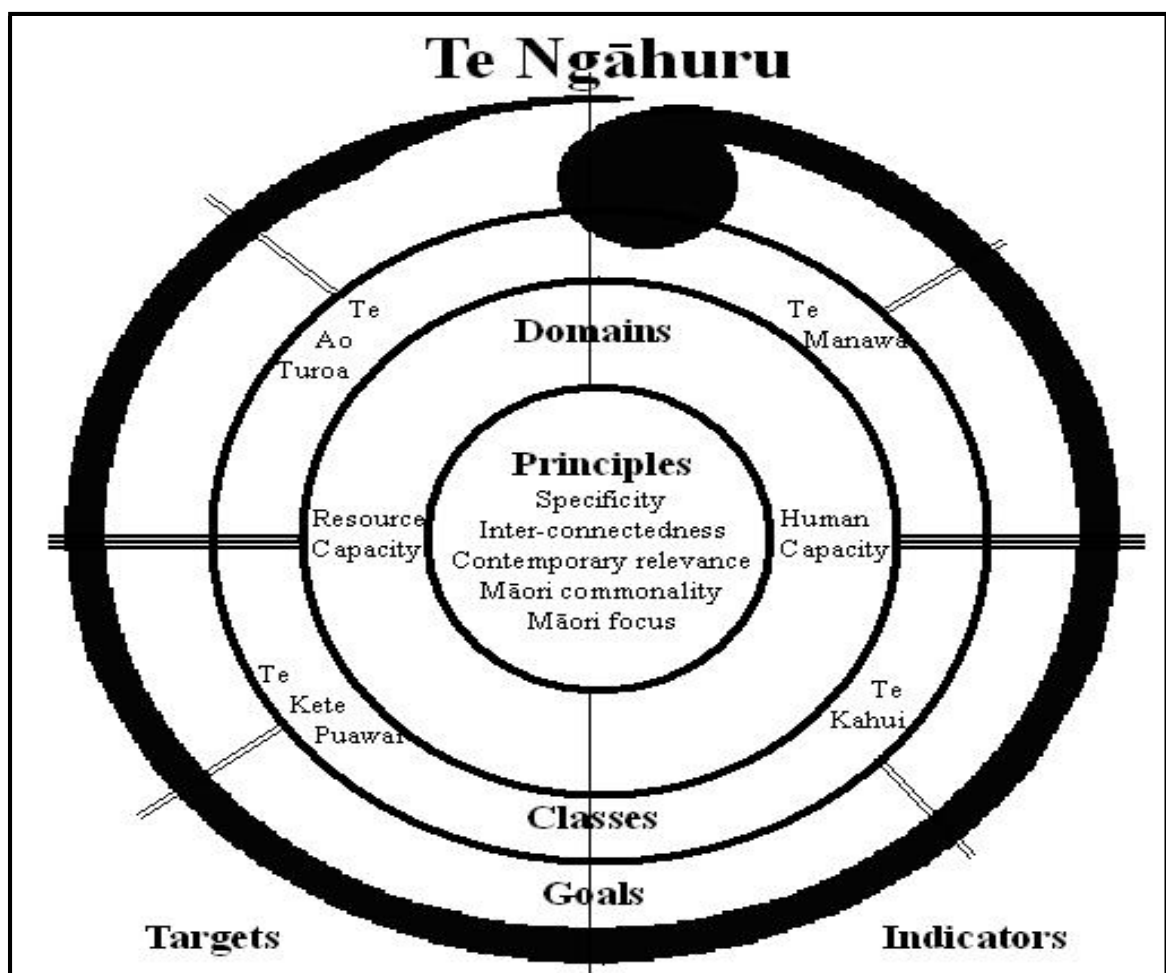 Te Ngāhuru
Te
Ao
Turoa
Te
Manawa
Domains
Principles
Specificity
Inter-connectedness
Contemporary relevance
Māori commonality
Māori focus
Resource
Capacity
Human
Capacity
Te
Kete
Puawai
Te
Kahui
Classes
Goals
Targets
Indicators